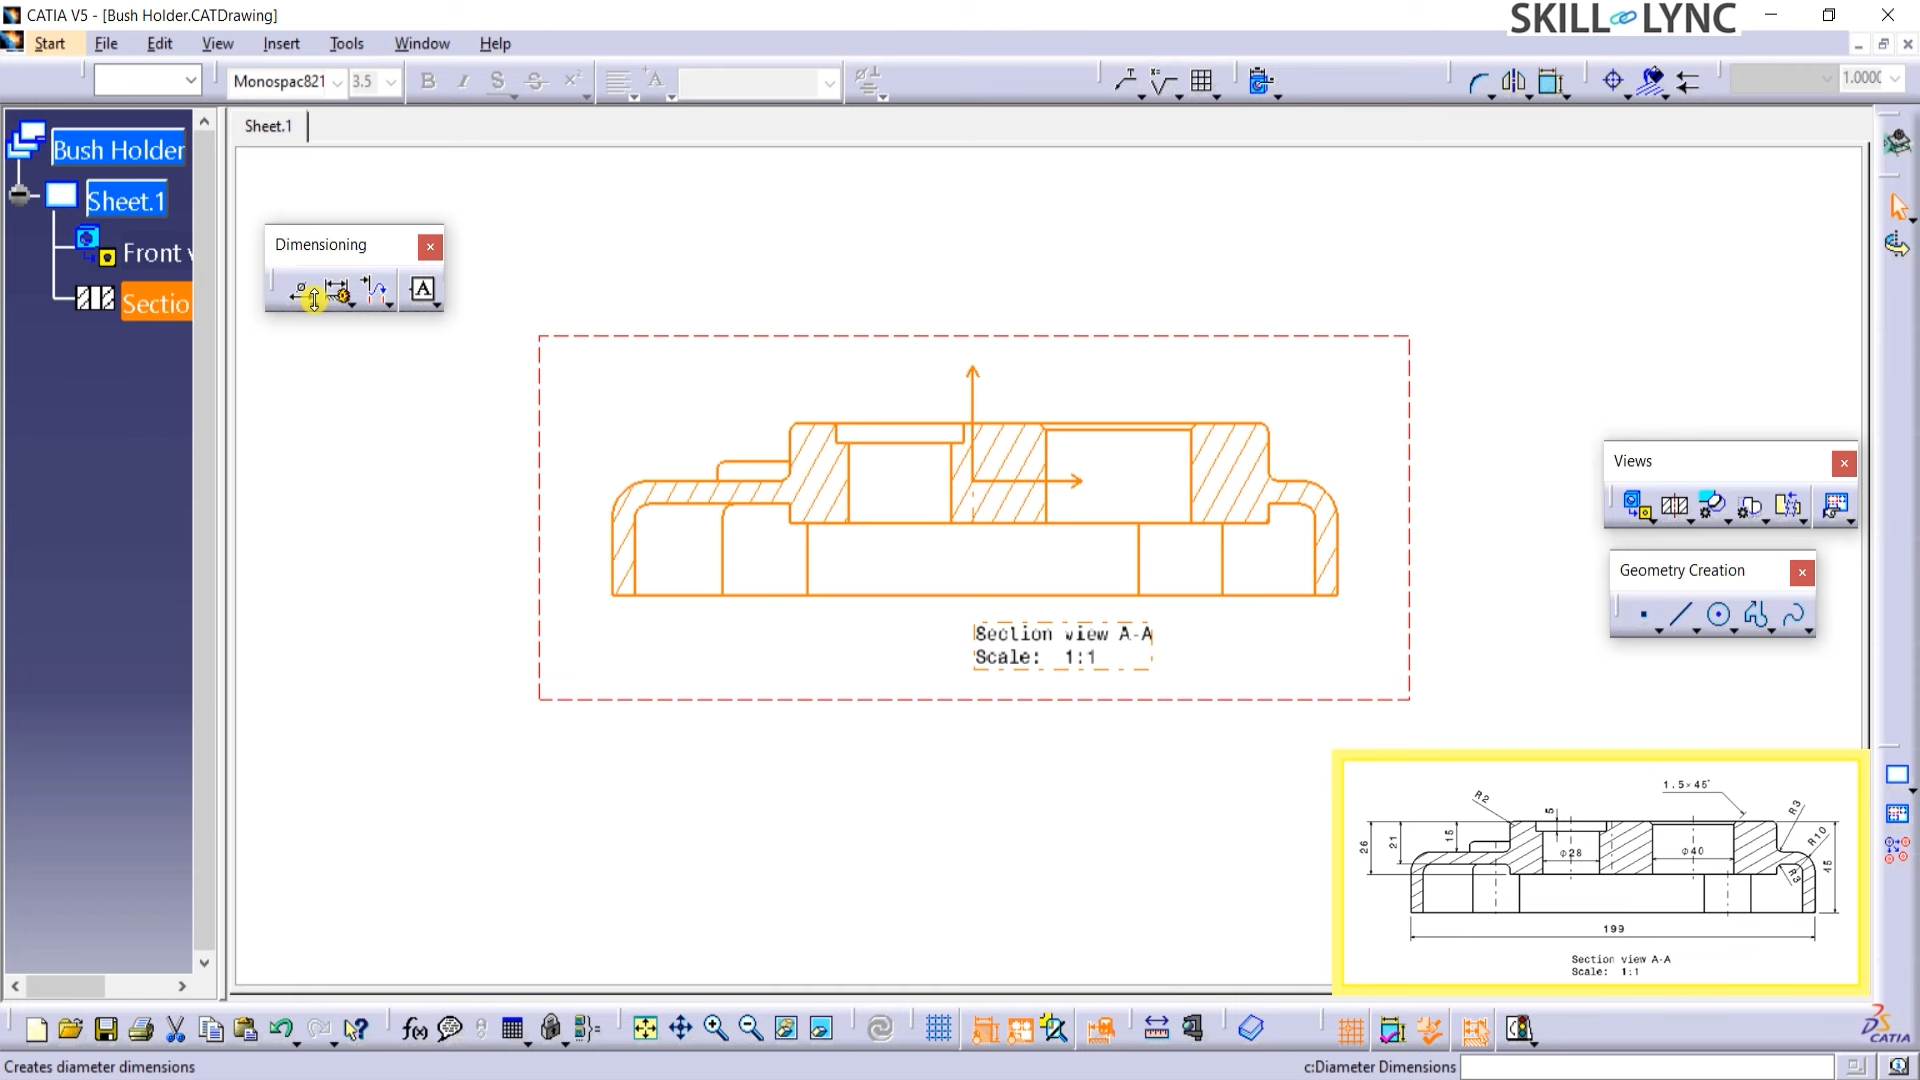 CATIA V5 - [Bush Holder.CATDrawing]
SKILL LYNC
Start File Edit View Insert Tools Window Help
Monospac821 3.5
B
1.0000
Bush Holder
Sheet.1
Front v
Sectio
Sheet.1
Dimensioning
A
Section view A-A
Scale: 1:1
Views
Geometry Creation
R2
5
1.5×45°
R3
R10
26
21
15
Φ28
Φ40
R3
45
199
Section view A-A
Scale: 1:1
f(x)
CATIA
Creates diameter dimensions
c:Diameter Dimensions